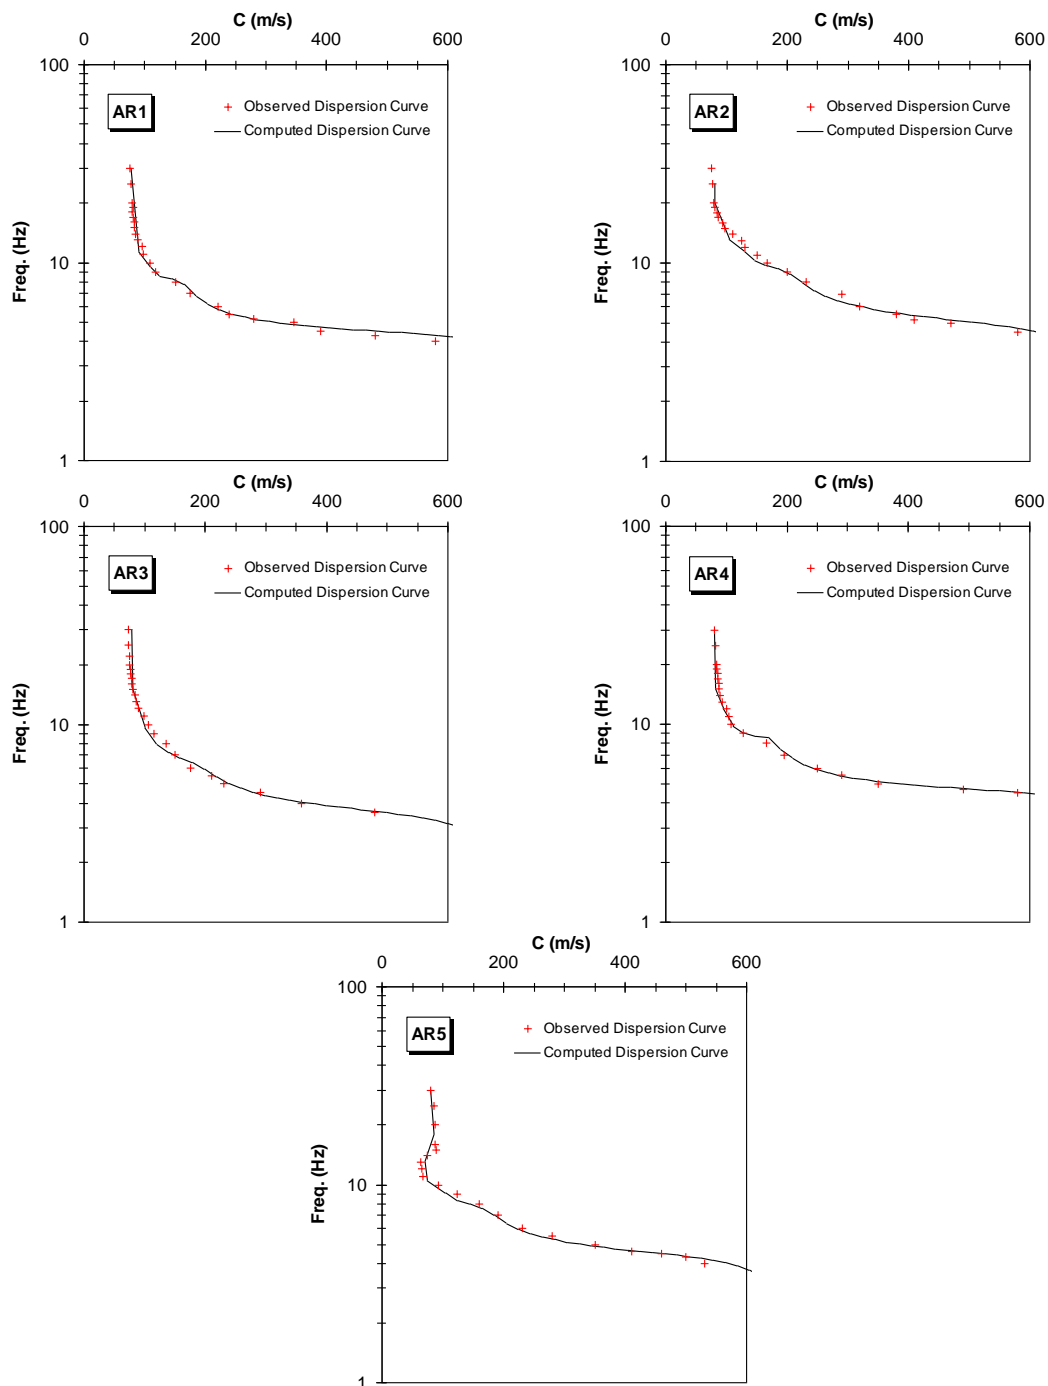 C (m/s)
0 200 400 600
100
AR1
Observed Dispersion Curve
Computed Dispersion Curve
Freq. (Hz)
10
1
C (m/s)
0 200 400 600
100
AR2
Observed Dispersion Curve
Computed Dispersion Curve
Freq. (Hz)
10
1
C (m/s)
0 200 400 600
100
AR3
Observed Dispersion Curve
Computed Dispersion Curve
Freq. (Hz)
10
1
C (m/s)
0 200 400 600
100
AR4
Observed Dispersion Curve
Computed Dispersion Curve
Freq. (Hz)
10
1
C (m/s)
0 200 400 600
100
AR5
Observed Dispersion Curve
Computed Dispersion Curve
Freq. (Hz)
10
1